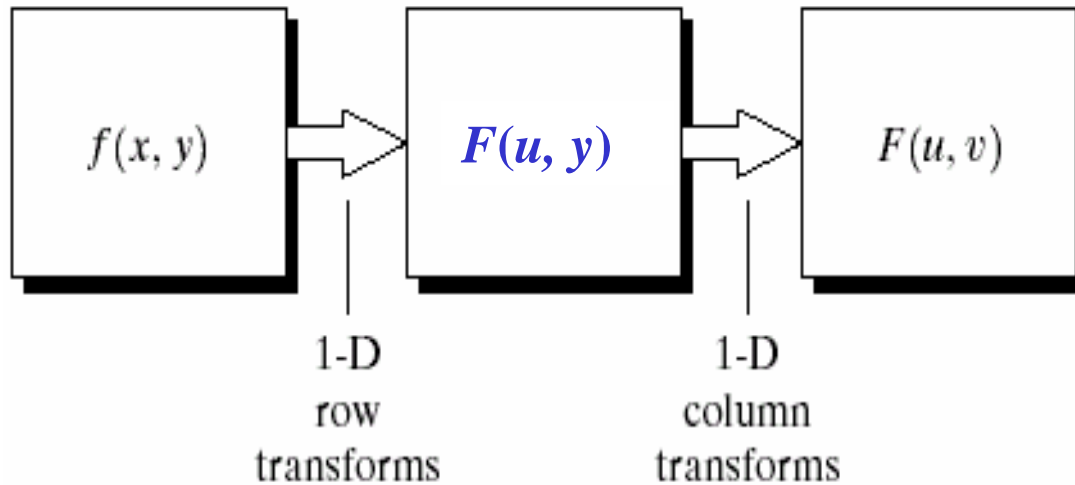 f(x, y)
F(u, y)
F(u, v)
1-D
row
transforms
1-D
column
transforms